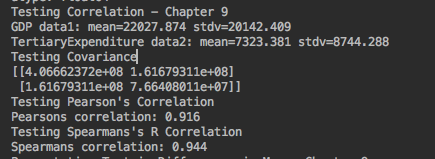 Testing Correlation - Chapter 9
GDP data1: mean=22027.874 stdv=20142.409
TertiaryExpenditure data2: mean=7323.381 stdv=8744.288
Testing Covariance
[[4.06662372e+08 1.61679311e+08]
[1.61679311e+08 7.66408011e+07]]
Testing Pearson's Correlation
Pearsons correlation: 0.916
Testing Spearmans's R Correlation
Spearmans correlation: 0.944